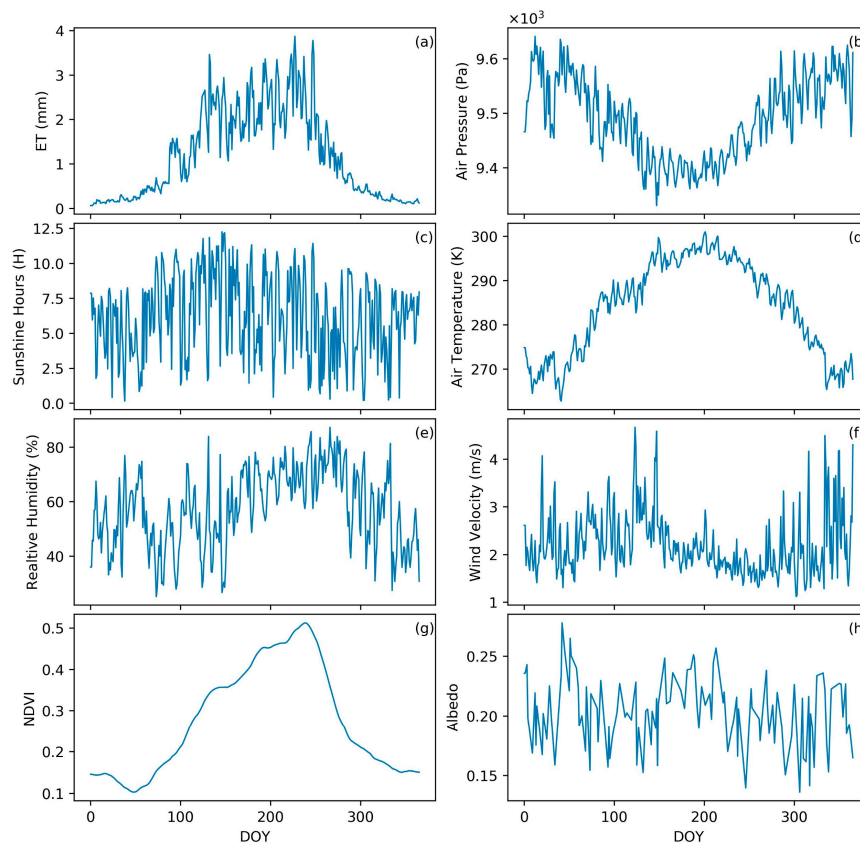 (a)
ET (mm)
4
3
2
1
0
×10³
(b
Air Pressure (Pa)
9.6
9.5
9.4
(c)
Sunshine Hours (H)
12.5
10.0
7.5
5.0
2.5
0.0
(d
Air Temperature (K)
300
290
280
270
(e)
Realtive Humidity (%)
80
60
40
(f
Wind Velocity (m/s)
4
3
2
1
(g)
NDVI
0.5
0.4
0.3
0.2
0.1
0 100 200 300
DOY
(h
Albedo
0.25
0.20
0.15
0 100 200 300
DOY